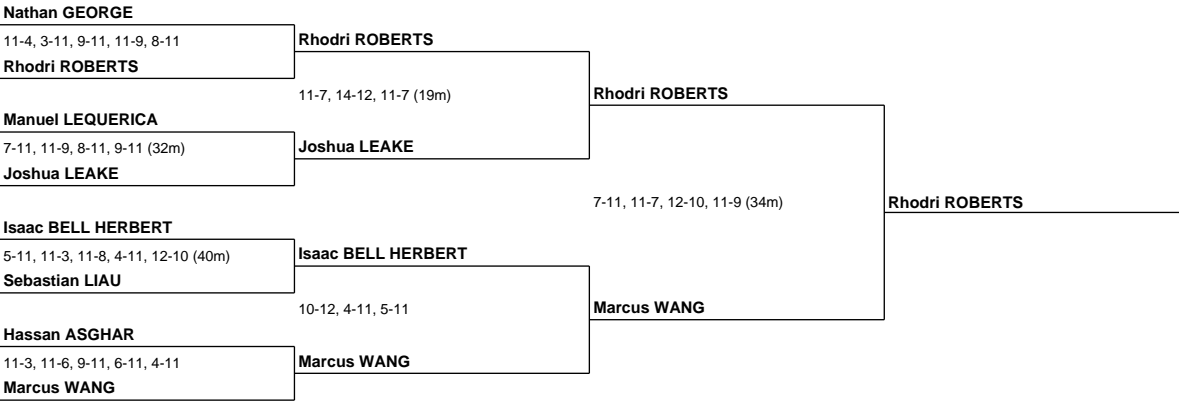 Nathan GEORGE
11-4, 3-11, 9-11, 11-9, 8-11
Rhodri ROBERTS
Rhodri ROBERTS
11-7, 14-12, 11-7 (19m)
Rhodri ROBERTS
Manuel LEQUERICA
7-11, 11-9, 8-11, 9-11 (32m)
Joshua LEAKE
Joshua LEAKE
7-11, 11-7, 12-10, 11-9 (34m)
Rhodri ROBERTS
Isaac BELL HERBERT
5-11, 11-3, 11-8, 4-11, 12-10 (40m)
Isaac BELL HERBERT
Sebastian LIAU
10-12, 4-11, 5-11
Marcus WANG
Hassan ASGHAR
11-3, 11-6, 9-11, 6-11, 4-11
Marcus WANG
Marcus WANG